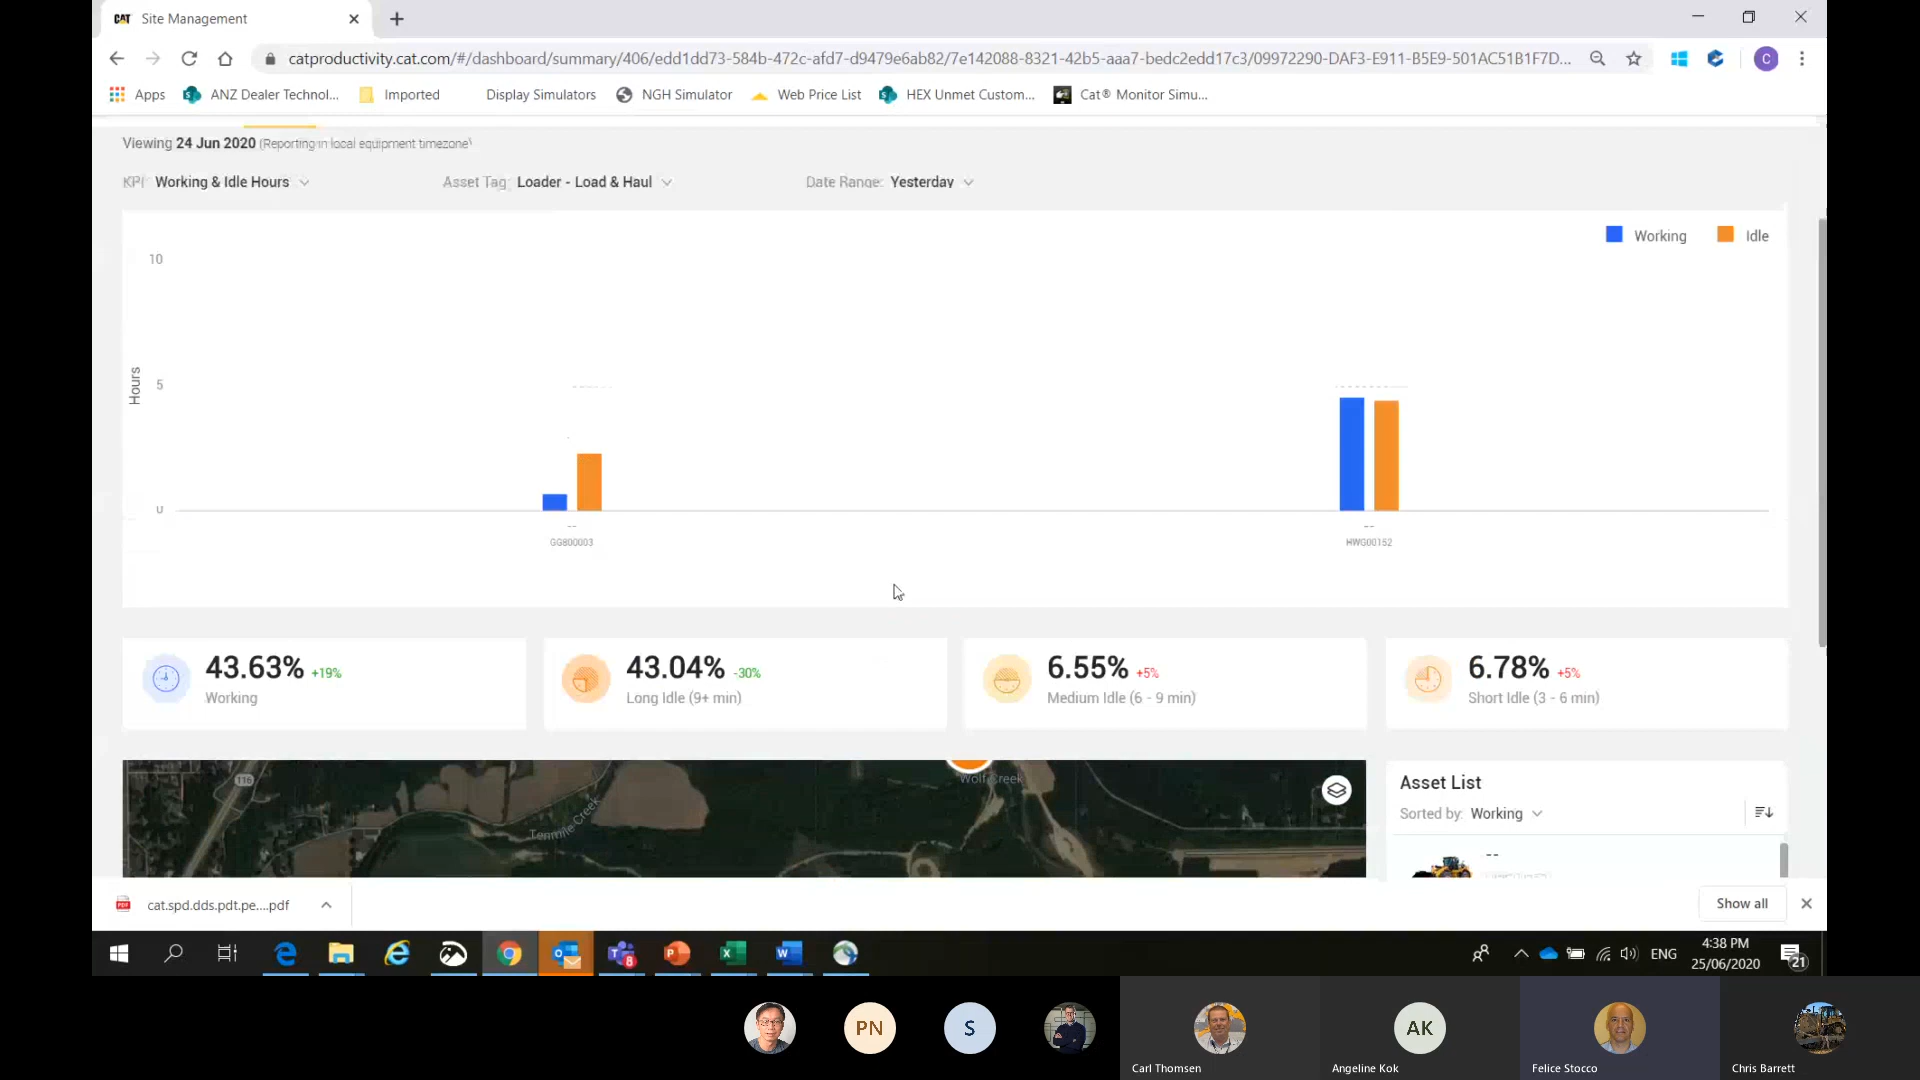 CAT Site Management
catproductivity.cat.com/#/dashboard/summary/406/edd1dd73-584b-472c-afd7-d9479e6ab82/7e142088-8321-42b5-aaa7-bedc2edd17c3/09972290-DAF3-E911-B5E9-501AC51B1F7D...
C
Apps ANZ Dealer Technol... Imported Display Simulators NGH Simulator Web Price List HEX Unmet Custom... Cat® Monitor Simu...
Viewing 24 Jun 2020 (Reporting in local equipment timezone)
KPI Working & Idle Hours Asset Tag: Loader - Load & Haul Date Range: Yesterday
Working Idle
10
Hours
5
0
-- --
GG800003 HWG00152
43.63% +19% 43.04% -30% 6.55% +5% 6.78% +5%
Working Long Idle (9+ min) Medium Idle (6 - 9 min) Short Idle (3 - 6 min)
116
Wolf Creek
Tenmile Creek
Asset List
Sorted by: Working
--
cat.spd.dds.pdt.pe....pdf Show all
8 ENG 4:38 PM
25/06/2020 21
PN S AK
Carl Thomsen Angeline Kok Felice Stocco Chris Barrett